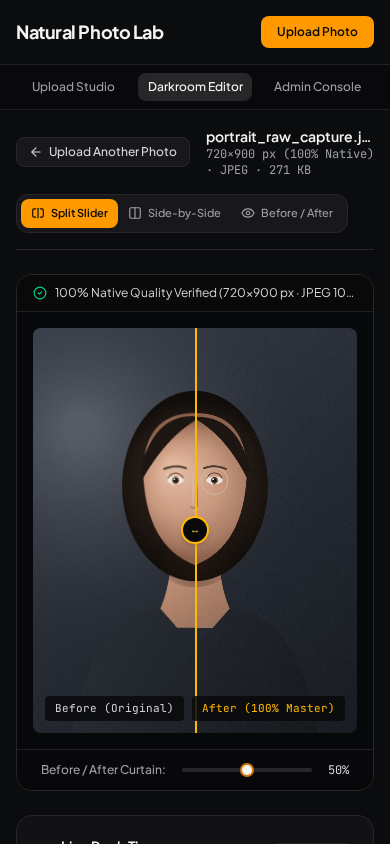 Natural Photo Lab
Upload Photo
Upload Studio
Darkroom Editor
Admin Console
Upload Another Photo
portrait_raw_capture.j…
720×900 px (100% Native)
· JPEG · 271 KB
Split Slider
Side-by-Side
Before / After
100% Native Quality Verified (720×900 px · JPEG 10…
Before (Original)
After (100% Master)
Before / After Curtain:
50%